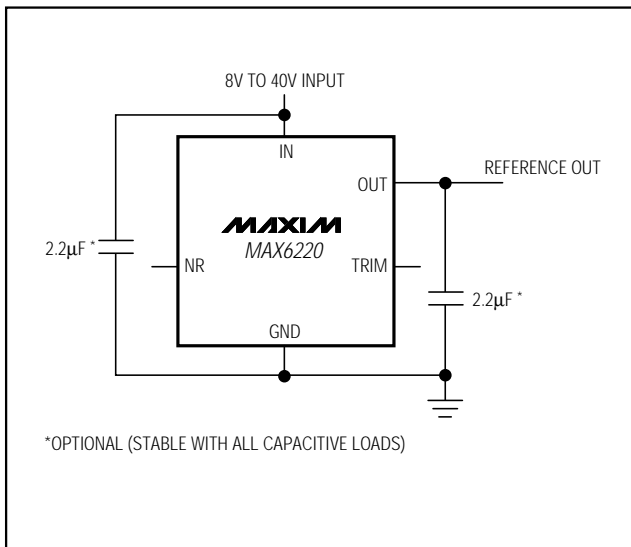 8V TO 40V INPUT
IN
OUT
REFERENCE OUT
MAXIM
MAX6220
2.2μF *
NR
TRIM
2.2μF *
GND
*OPTIONAL (STABLE WITH ALL CAPACITIVE LOADS)